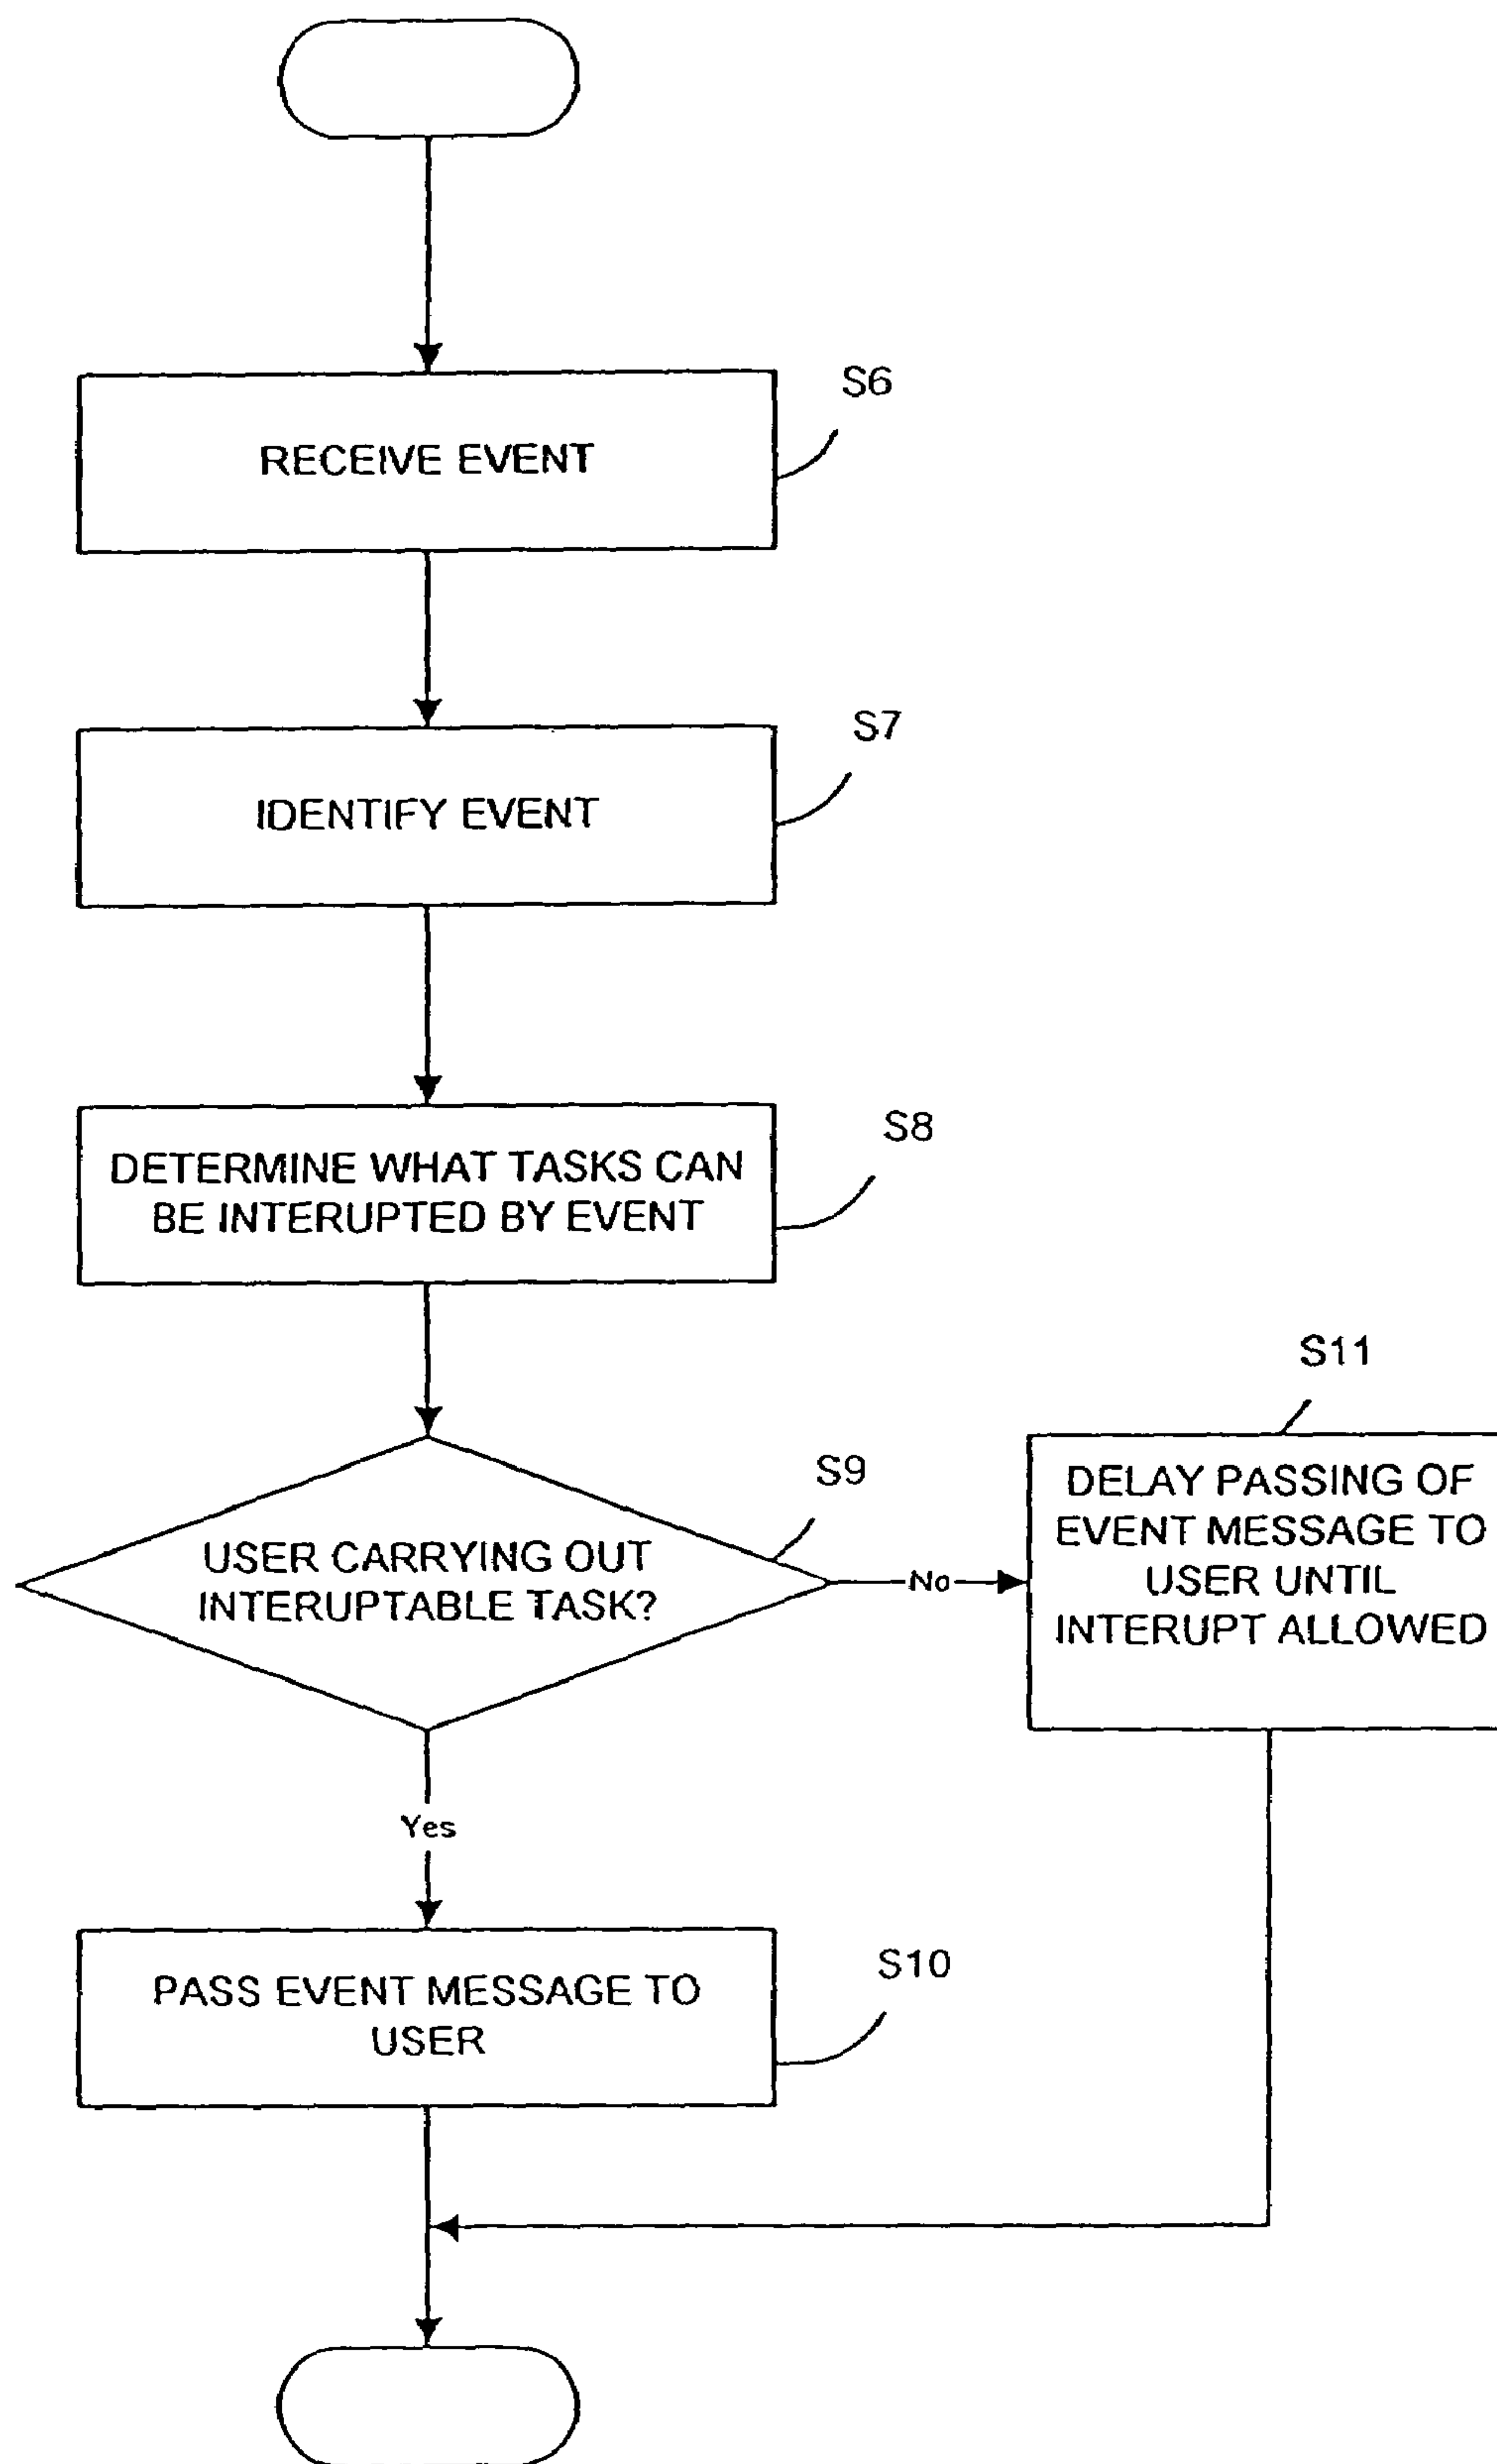 RECEIVE EVENT
S6
IDENTIFY EVENT
S7
DETERMINE WHAT TASKS CAN
BE INTERUPTED BY EVENT
S8
USER CARRYING OUT
INTERUPTABLE TASK?
S9
No
S11
DELAY PASSING OF
EVENT MESSAGE TO
USER UNTIL
INTERUPT ALLOWED
Yes
PASS EVENT MESSAGE TO
USER
S10